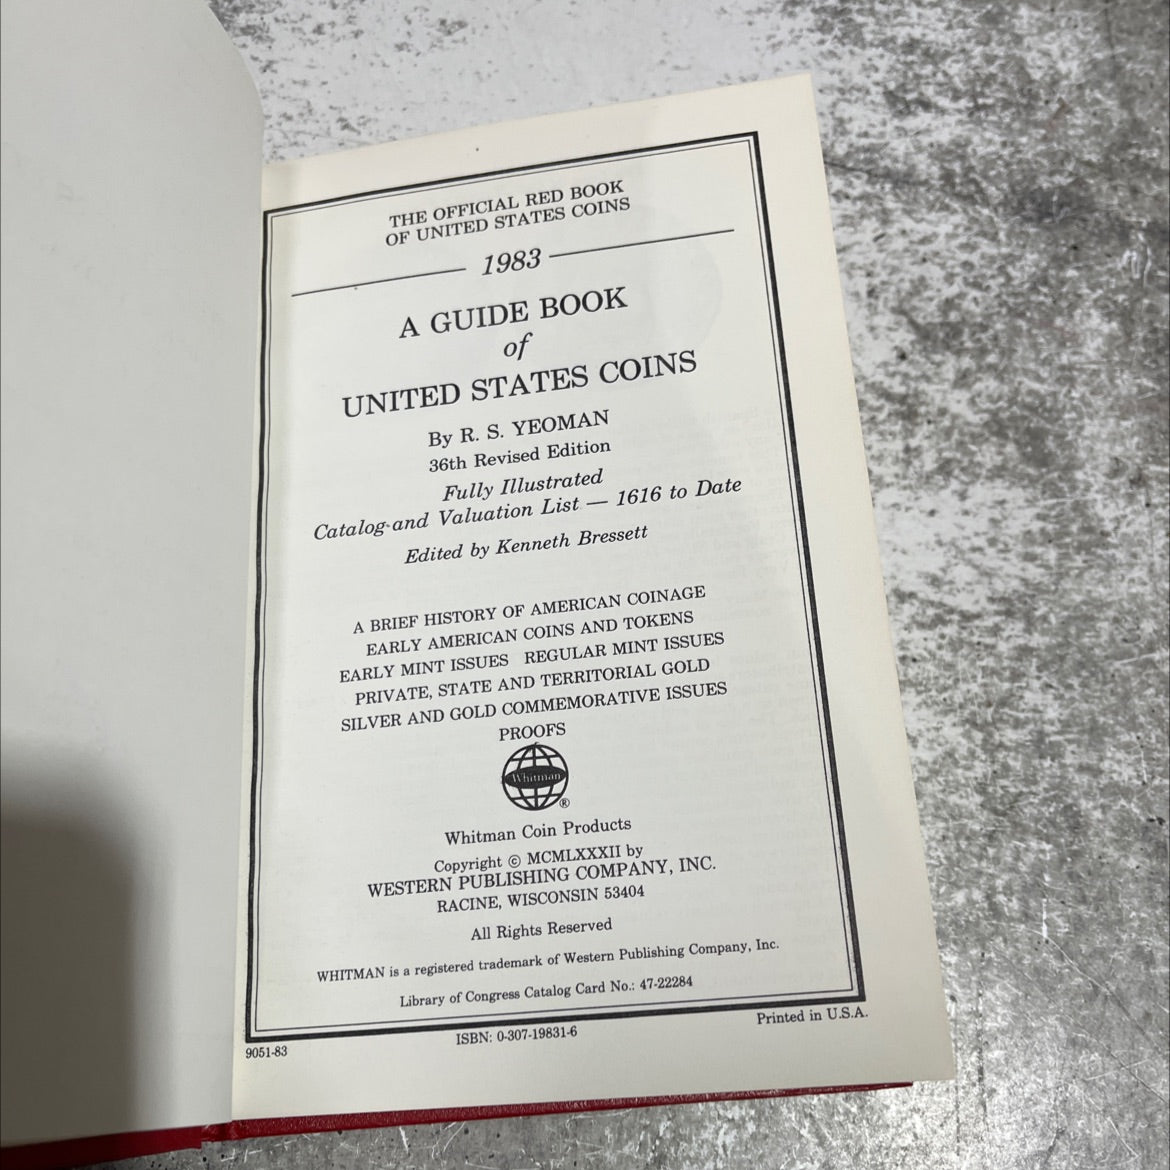 THE OFFICIAL RED BOOK
OF UNITED STATES COINS
1983
A GUIDE BOOK
of
UNITED STATES COINS
By R. S. YEOMAN
36th Revised Edition
Fully Illustrated
Catalog and Valuation List — 1616 to Date
Edited by Kenneth Bressett
A BRIEF HISTORY OF AMERICAN COINAGE
EARLY AMERICAN COINS AND TOKENS
EARLY MINT ISSUES REGULAR MINT ISSUES
PRIVATE, STATE AND TERRITORIAL GOLD
SILVER AND GOLD COMMEMORATIVE ISSUES
PROOFS
Whitman
®
Whitman Coin Products
Copyright © MCMLXXXII by
WESTERN PUBLISHING COMPANY, INC.
RACINE, WISCONSIN 53404
All Rights Reserved
WHITMAN is a registered trademark of Western Publishing Company, Inc.
Library of Congress Catalog Card No.: 47-22284
9051-83
ISBN: 0-307-19831-6
Printed in U.S.A.